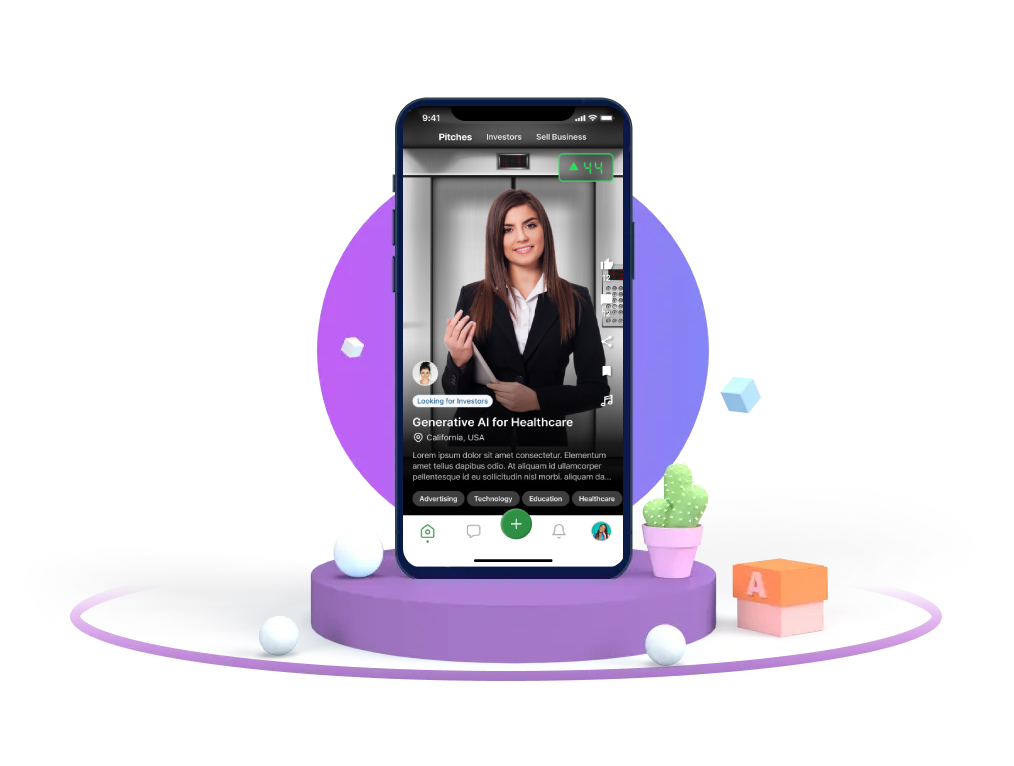 9:41
Pitches Investors Sell Business
▲ 44
12
Looking for Investors
Generative AI for Healthcare
California, USA
Lorem ipsum dolor sit amet consectetur. Elementum
amet tellus dapibus odio. At aliquam id ullamcorper
pellentesque id eu sollicitudin nisl morbi. aliquam da...
Advertising Technology Education Healthcare
A